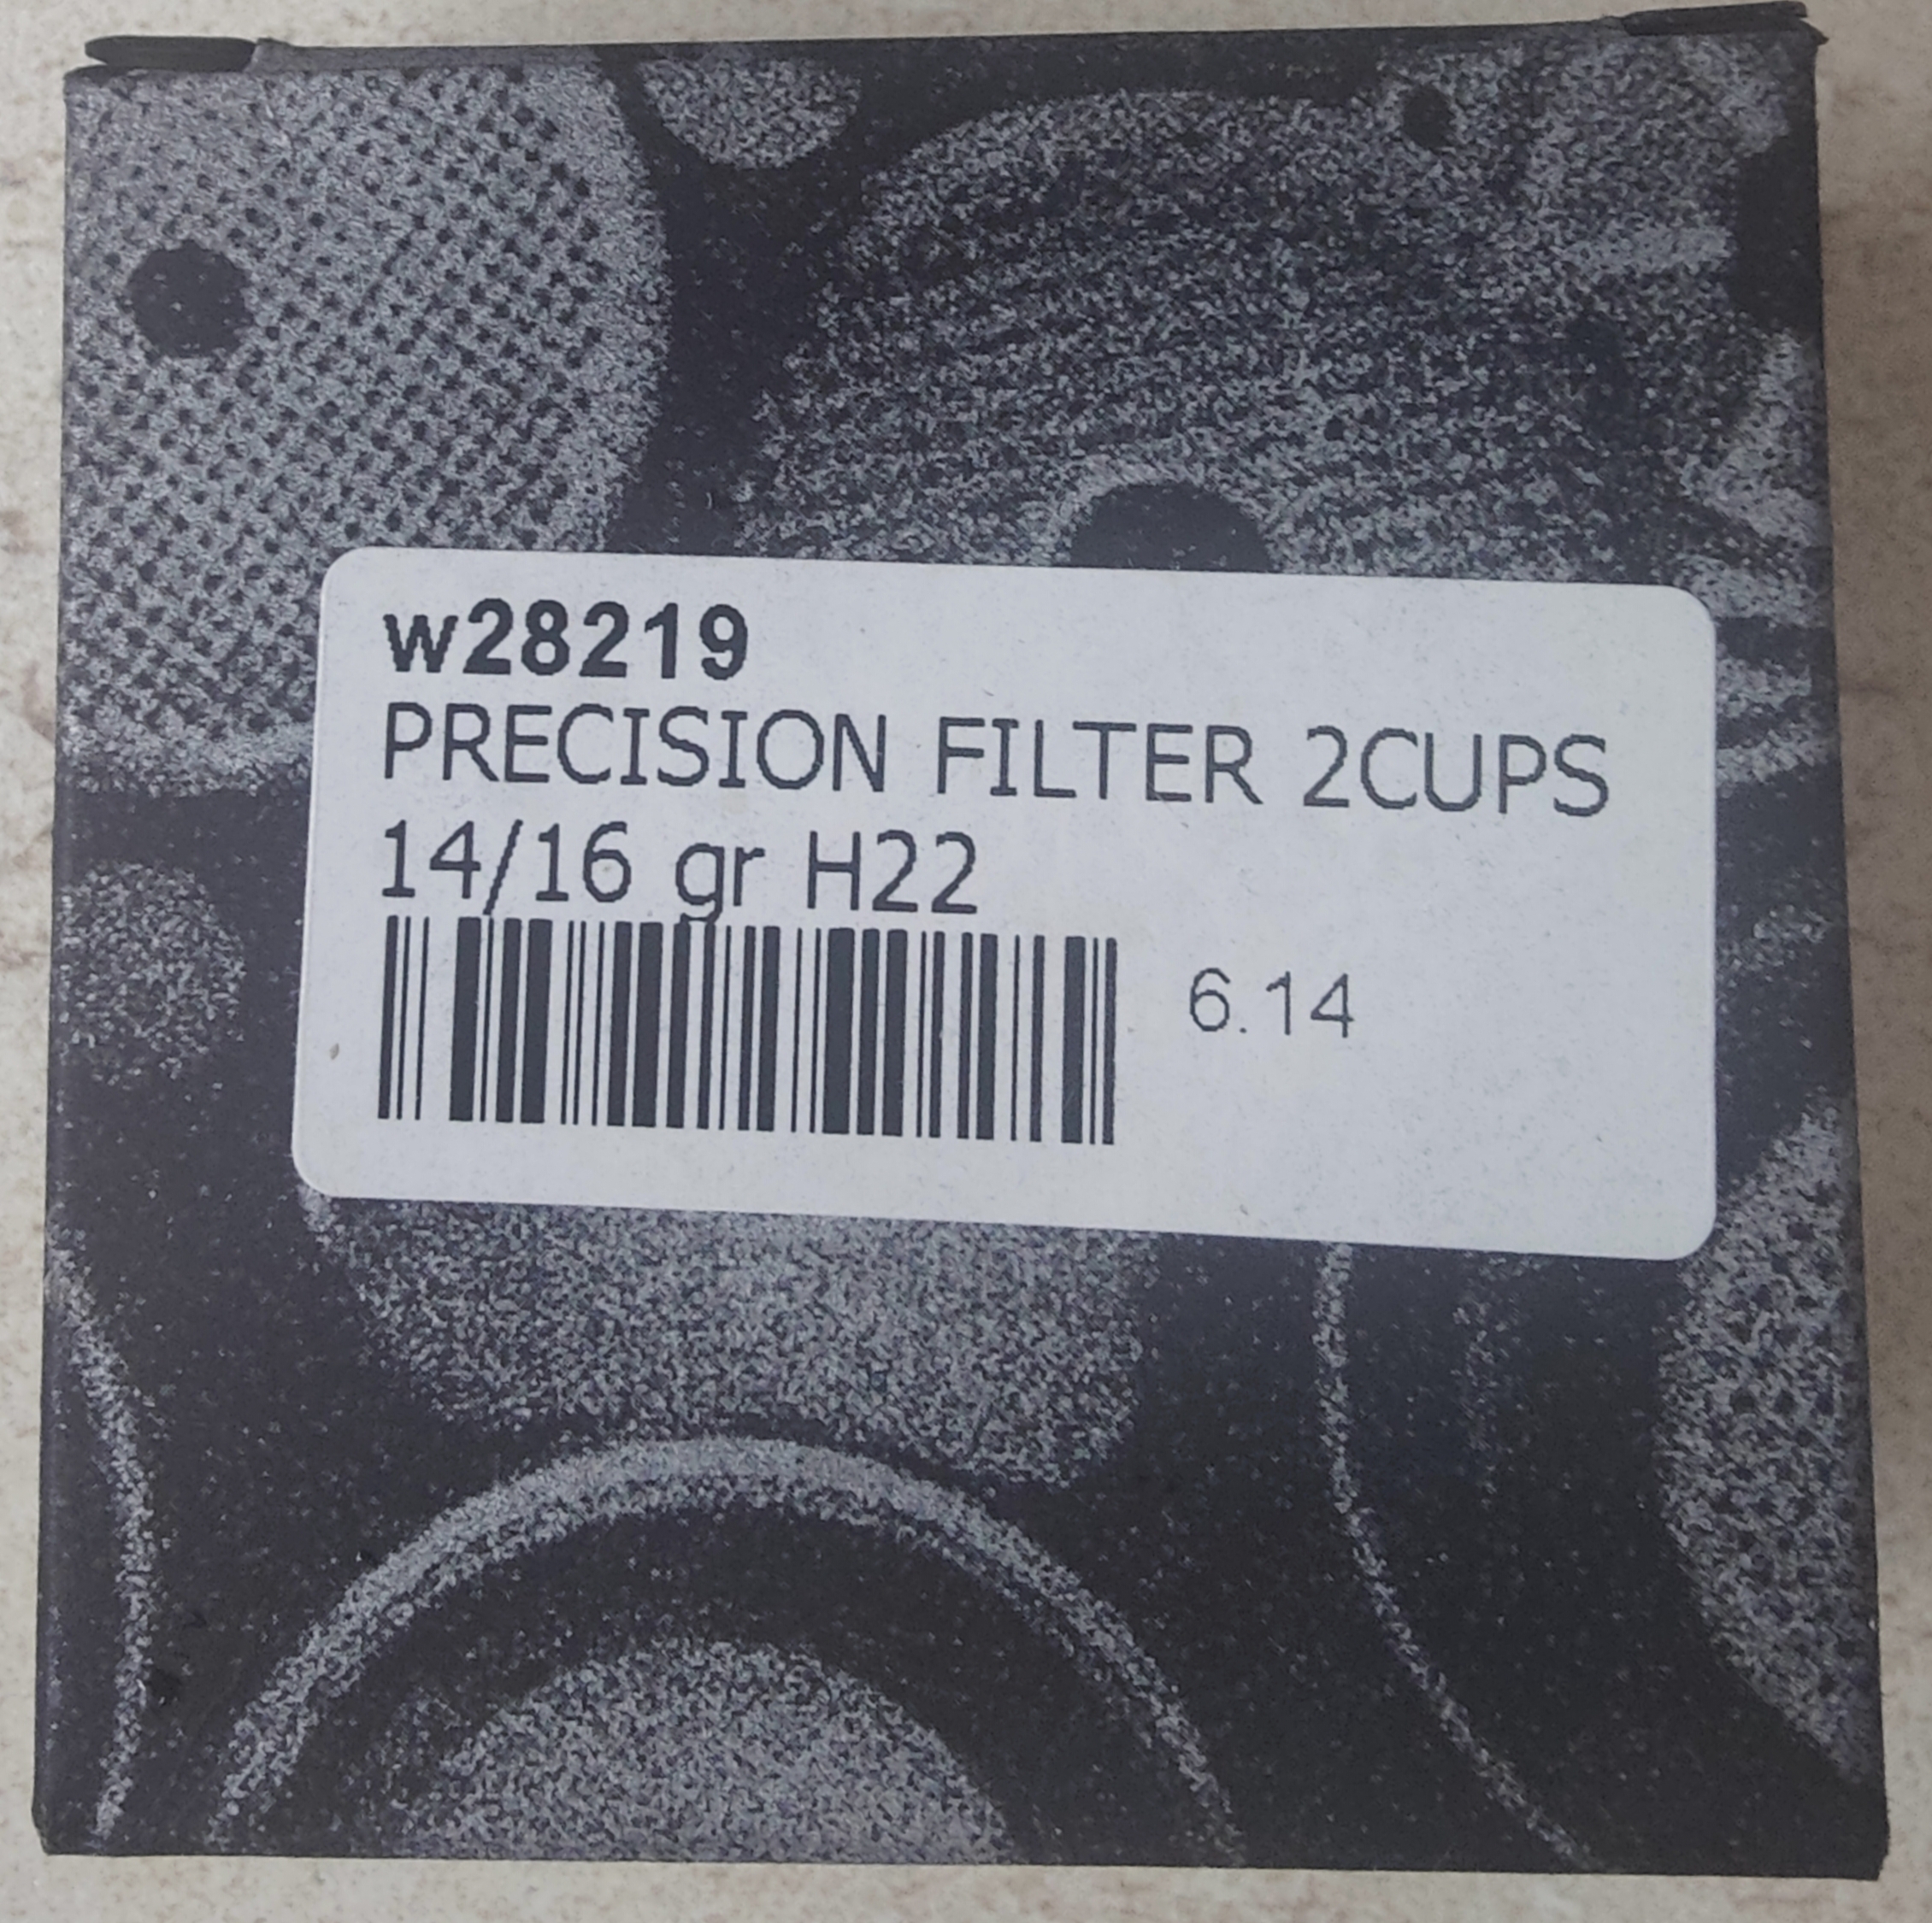 w28219
PRECISION FILTER 2CUPS
14/16 gr H22
6.14